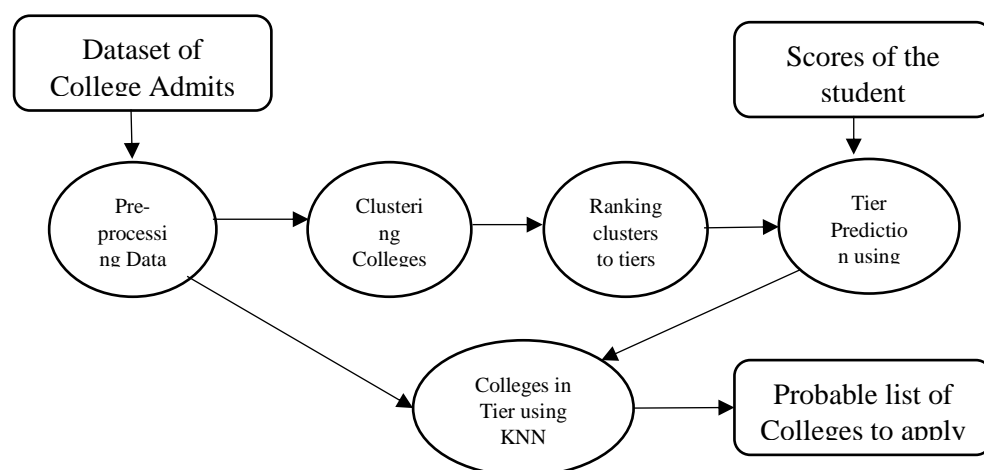 Dataset of
College Admits
Scores of the
student
Pre-
processi
ng Data
Clusteri
ng
Colleges
Ranking
clusters
to tiers
Tier
Predictio
n using
Colleges in
Tier using
KNN
Probable list of
Colleges to apply